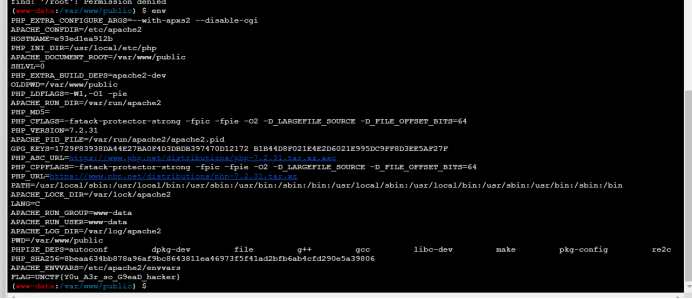 find: '/root': Permission denied
(www-data:/var/www/public) $ env
PHP_EXTRA_CONFIGURE_ARGS=--with-apxs2 --disable-cgi
APACHE_CONFDIR=/etc/apache2
HOSTNAME=e93ed1a912b
PHP_INI_DIR=/usr/local/etc/php
APACHE_DOCUMENT_ROOT=/var/www/public
SHLVL=0
PHP_EXTRA_BUILD_DEPS=apache2-dev
OLDPWD=/var/www/public
PHP_LDFLAGS=-Wl,-O1 -pie
APACHE_RUN_DIR=/var/run/apache2
PHP_MD5=
PHP_CFLAGS=-fstack-protector-strong -fpic -fpie -O2 -D_LARGEFILE_SOURCE -D_FILE_OFFSET_BITS=64
PHP_VERSION=7.2.31
APACHE_PID_FILE=/var/run/apache2/apache2.pid
GPG_KEYS=1729F83938DA44E27BA0F4D3DBDB397470D12172 B1B44D8F021E4E2D6021E995DC9FF8D3EE5AF27F
PHP_ASC_URL=https://www.php.net/distributions/php-7.2.31.tar.xz.asc
PHP_CPPFLAGS=-fstack-protector-strong -fpic -fpie -O2 -D_LARGEFILE_SOURCE -D_FILE_OFFSET_BITS=64
PHP_URL=https://www.php.net/distributions/php-7.2.31.tar.xz
PATH=/usr/local/sbin:/usr/local/bin:/usr/sbin:/usr/bin:/sbin:/bin:/usr/local/sbin:/usr/local/bin:/usr/sbin:/usr/bin:/sbin:/bin
APACHE_LOCK_DIR=/var/lock/apache2
LANG=C
APACHE_RUN_GROUP=www-data
APACHE_RUN_USER=www-data
APACHE_LOG_DIR=/var/log/apache2
PWD=/var/www/public
PHPIZE_DEPS=autoconf dpkg-dev file g++ gcc libc-dev make pkg-config re2c
PHP_SHA256=8beaa634bb878a96af9bc8643811ea46973f5f41ad2bfb6ab4cfd290e5a39806
APACHE_ENVVARS=/etc/apache2/envvars
FLAG=UNCTF{Y0u_A3r_so_G9eaD_hacker}
(www-data:/var/www/public) $